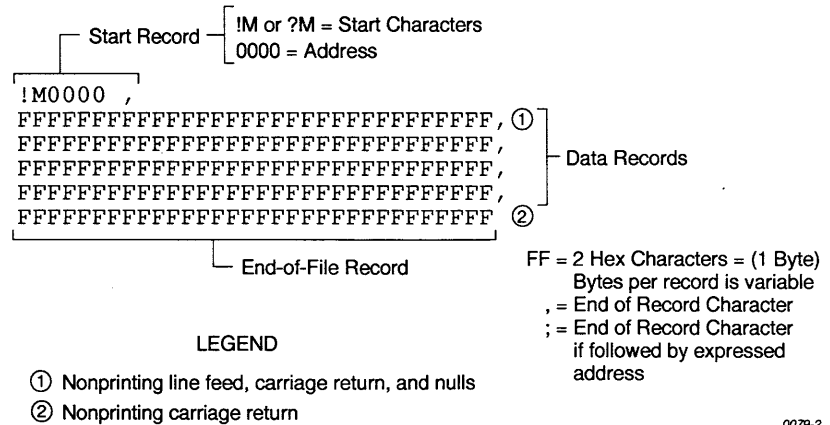 Start Record
!M or ?M = Start Characters
0000 = Address
!M0000 ,
FFFFFFFFFFFFFFFFFFFFFFFFFFFFFFFF, ①
FFFFFFFFFFFFFFFFFFFFFFFFFFFFFFFF,
FFFFFFFFFFFFFFFFFFFFFFFFFFFFFFFF,
FFFFFFFFFFFFFFFFFFFFFFFFFFFFFFFF,
FFFFFFFFFFFFFFFFFFFFFFFFFFFFFFFF ②
Data Records
End-of-File Record
FF = 2 Hex Characters = (1 Byte)
Bytes per record is variable
, = End of Record Character
; = End of Record Character
if followed by expressed
address
LEGEND
① Nonprinting line feed, carriage return, and nulls
② Nonprinting carriage return
0079-2